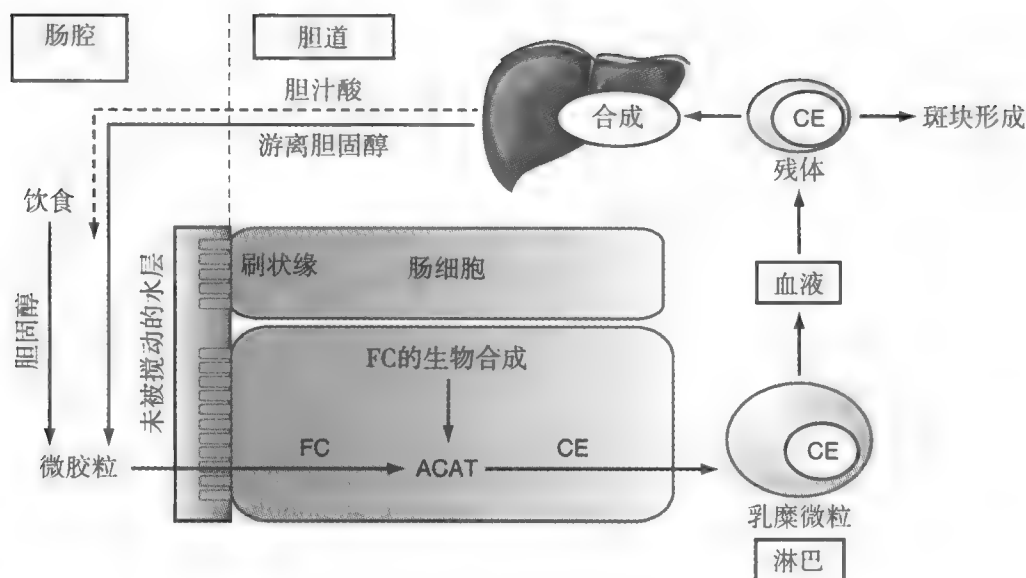 肠腔
胆道
胆汁酸
游离胆固醇
合成
CE
残体
斑块形成
饮食
胆固醇
未被搅动的水层
刷状缘
肠细胞
血液
FC的生物合成
微胶粒
FC
ACAT
CE
CE
乳糜微粒
淋巴